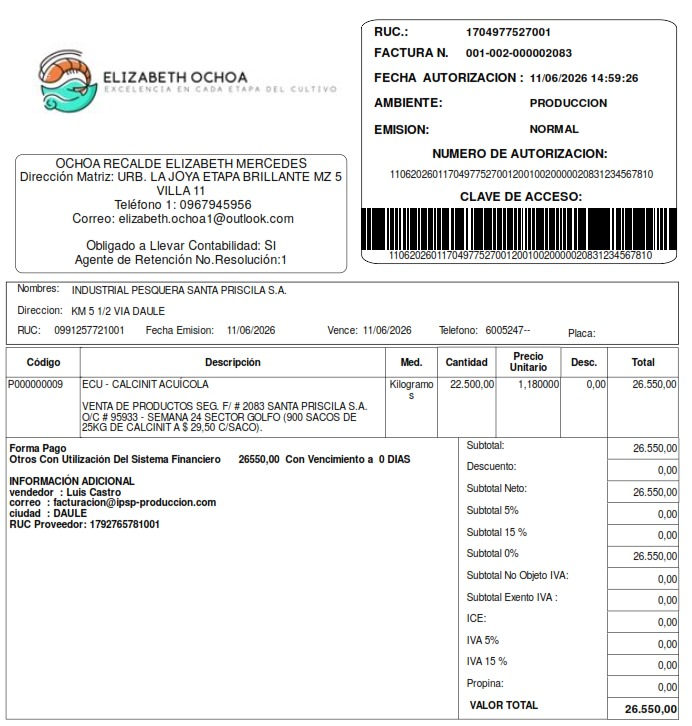 ELIZABETH OCHOA
EXCELENCIA EN CADA ETAPA DEL CULTIVO
OCHOA RECALDE ELIZABETH MERCEDES
Dirección Matriz: URB. LA JOYA ETAPA BRILLANTE MZ 5
VILLA 11
Teléfono 1: 0967945956
Correo: elizabeth.ochoa1@outlook.com
Obligado a Llevar Contabilidad: SI
Agente de Retención No.Resolución:1
RUC.: 1704977527001
FACTURA N. 001-002-000002083
FECHA AUTORIZACION : 11/06/2026 14:59:26
AMBIENTE: PRODUCCION
EMISION: NORMAL
NUMERO DE AUTORIZACION:
1106202601170497752700120010020000020831234567810
CLAVE DE ACCESO:
1106202601170497752700120010020000020831234567810
Nombres: INDUSTRIAL PESQUERA SANTA PRISCILA S.A.
Direccion: KM 5 1/2 VIA DAULE
RUC: 0991257721001 Fecha Emision: 11/06/2026 Vence: 11/06/2026 Telefono: 6005247-- Placa:
Código Descripción Med. Cantidad Precio Unitario Desc. Total
P000000009 ECU - CALCINIT ACUÍCOLA Kilogramos 22.500,00 1,180000 0,00 26.550,00
VENTA DE PRODUCTOS SEG. F/ # 2083 SANTA PRISCILA S.A.
O/C # 95933 - SEMANA 24 SECTOR GOLFO (900 SACOS DE
25KG DE CALCINIT A $ 29,50 C/SACO).
Forma Pago
Otros Con Utilización Del Sistema Financiero 26550,00 Con Vencimiento a 0 DIAS
INFORMACIÓN ADICIONAL
vendedor : Luis Castro
correo : facturacion@ipsp-produccion.com
ciudad : DAULE
RUC Proveedor: 1792765781001
Subtotal: 26.550,00
Descuento: 0,00
Subtotal Neto: 26.550,00
Subtotal 5% 0,00
Subtotal 15 % 0,00
Subtotal 0% 26.550,00
Subtotal No Objeto IVA: 0,00
Subtotal Exento IVA : 0,00
ICE: 0,00
IVA 5% 0,00
IVA 15 % 0,00
Propina: 0,00
VALOR TOTAL 26.550,00